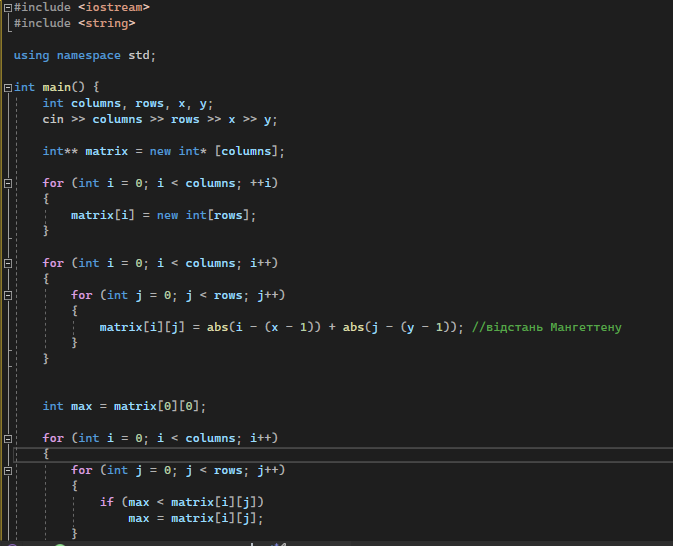 #include <iostream>
#include <string>
using namespace std;
int main() {
int columns, rows, x, y;
cin >> columns >> rows >> x >> y;
int** matrix = new int* [columns];
for (int i = 0; i < columns; ++i)
{
matrix[i] = new int[rows];
}
for (int i = 0; i < columns; i++)
{
for (int j = 0; j < rows; j++)
{
matrix[i][j] = abs(i - (x - 1)) + abs(j - (y - 1)); //відстань Мангеттену
}
}
int max = matrix[0][0];
for (int i = 0; i < columns; i++)
{
for (int j = 0; j < rows; j++)
{
if (max < matrix[i][j])
max = matrix[i][j];
}